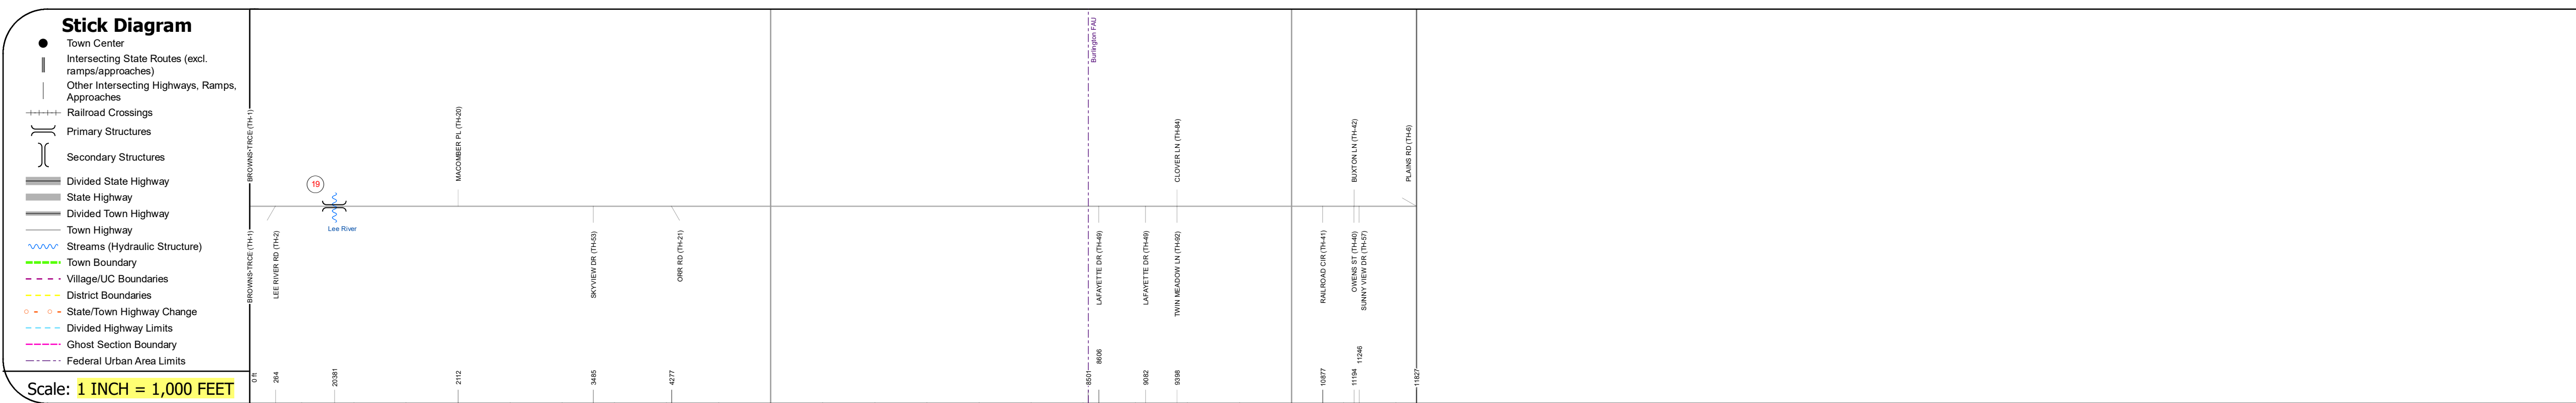 Stick Diagram
Town Center
Intersecting State Routes (excl.
ramps/approaches)
Other Intersecting Highways, Ramps,
Approaches
Railroad Crossings
Primary Structures
Secondary Structures
Divided State Highway
State Highway
Divided Town Highway
Town Highway
Streams (Hydraulic Structure)
Town Boundary
Village/UC Boundaries
District Boundaries
State/Town Highway Change
Divided Highway Limits
Ghost Section Boundary
Federal Urban Area Limits
Scale: 1 INCH = 1,000 FEET
Burlington FAU
BROWNS-TRCE (TH-1)
MACOMBER PL (TH-20)
CLOVER LN (TH-84)
BUXTON LN (TH-42)
PLAINS RD (TH-6)
19
Lee River
BROWNS-TRCE (TH-1)
LEE RIVER RD (TH-2)
SKYVIEW DR (TH-53)
ORR RD (TH-21)
LAFAYETTE DR (TH-49)
LAFAYETTE DR (TH-49)
TWIN MEADOW LN (TH-92)
RAILROAD CIR (TH-41)
OWENS ST (TH-40)
SUNNY VIEW DR (TH-57)
0 ft
264
20381
2112
3485
4277
8501
8606
9082
9398
10877
11194
11246
11827